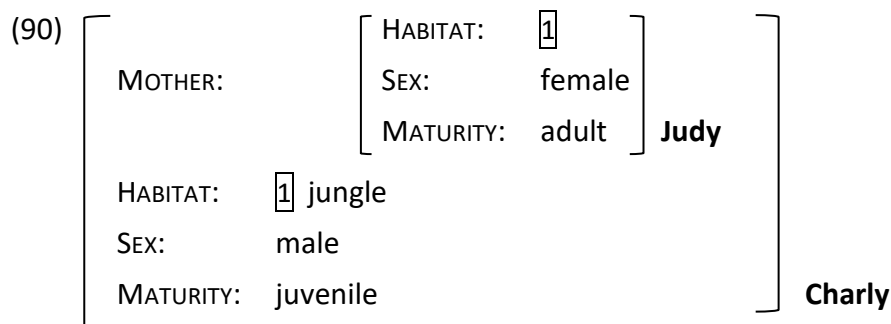 (90)
HABITAT: 1
MOTHER: SEX: female
MATURITY: adult Judy
HABITAT: 1 jungle
SEX: male
MATURITY: juvenile Charly